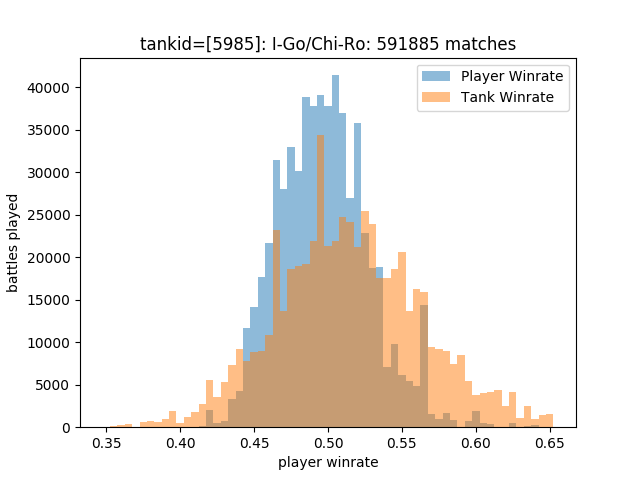 tankid=[5985]: I-Go/Chi-Ro: 591885 matches
Player Winrate
Tank Winrate
battles played
40000
35000
30000
25000
20000
15000
10000
5000
0
0.35 0.40 0.45 0.50 0.55 0.60 0.65
player winrate